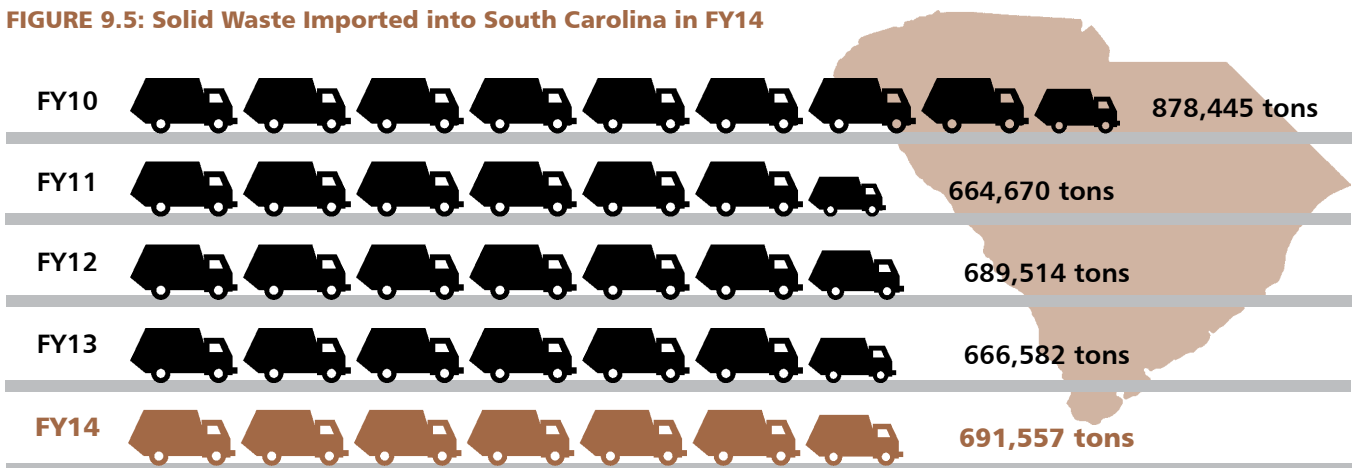 FIGURE 9.5: Solid Waste Imported into South Carolina in FY14
FY10 878,445 tons
FY11 664,670 tons
FY12 689,514 tons
FY13 666,582 tons
FY14 691,557 tons